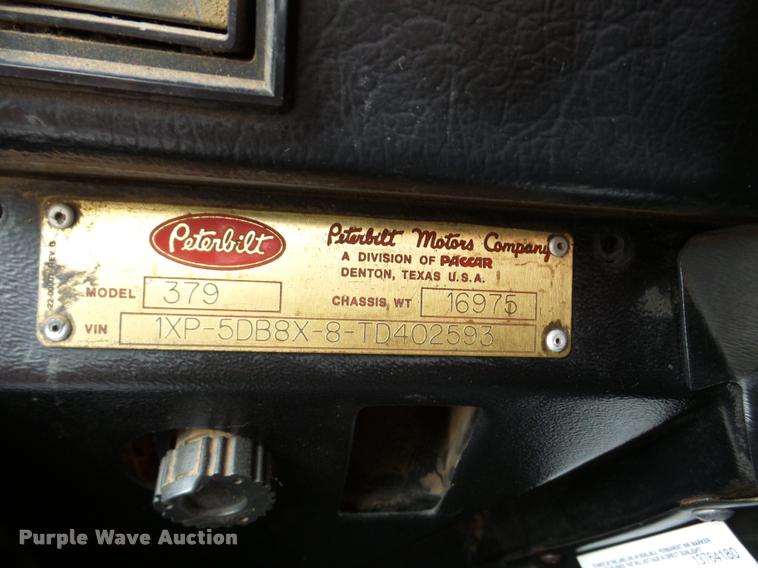 Peterbilt
Peterbilt Motors Company
A DIVISION OF PACCAR
DENTON, TEXAS U.S.A.
MODEL 379 CHASSIS WT 16975
VIN 1XP-5DB8X-8-TD402593
13764180
Purple Wave Auction